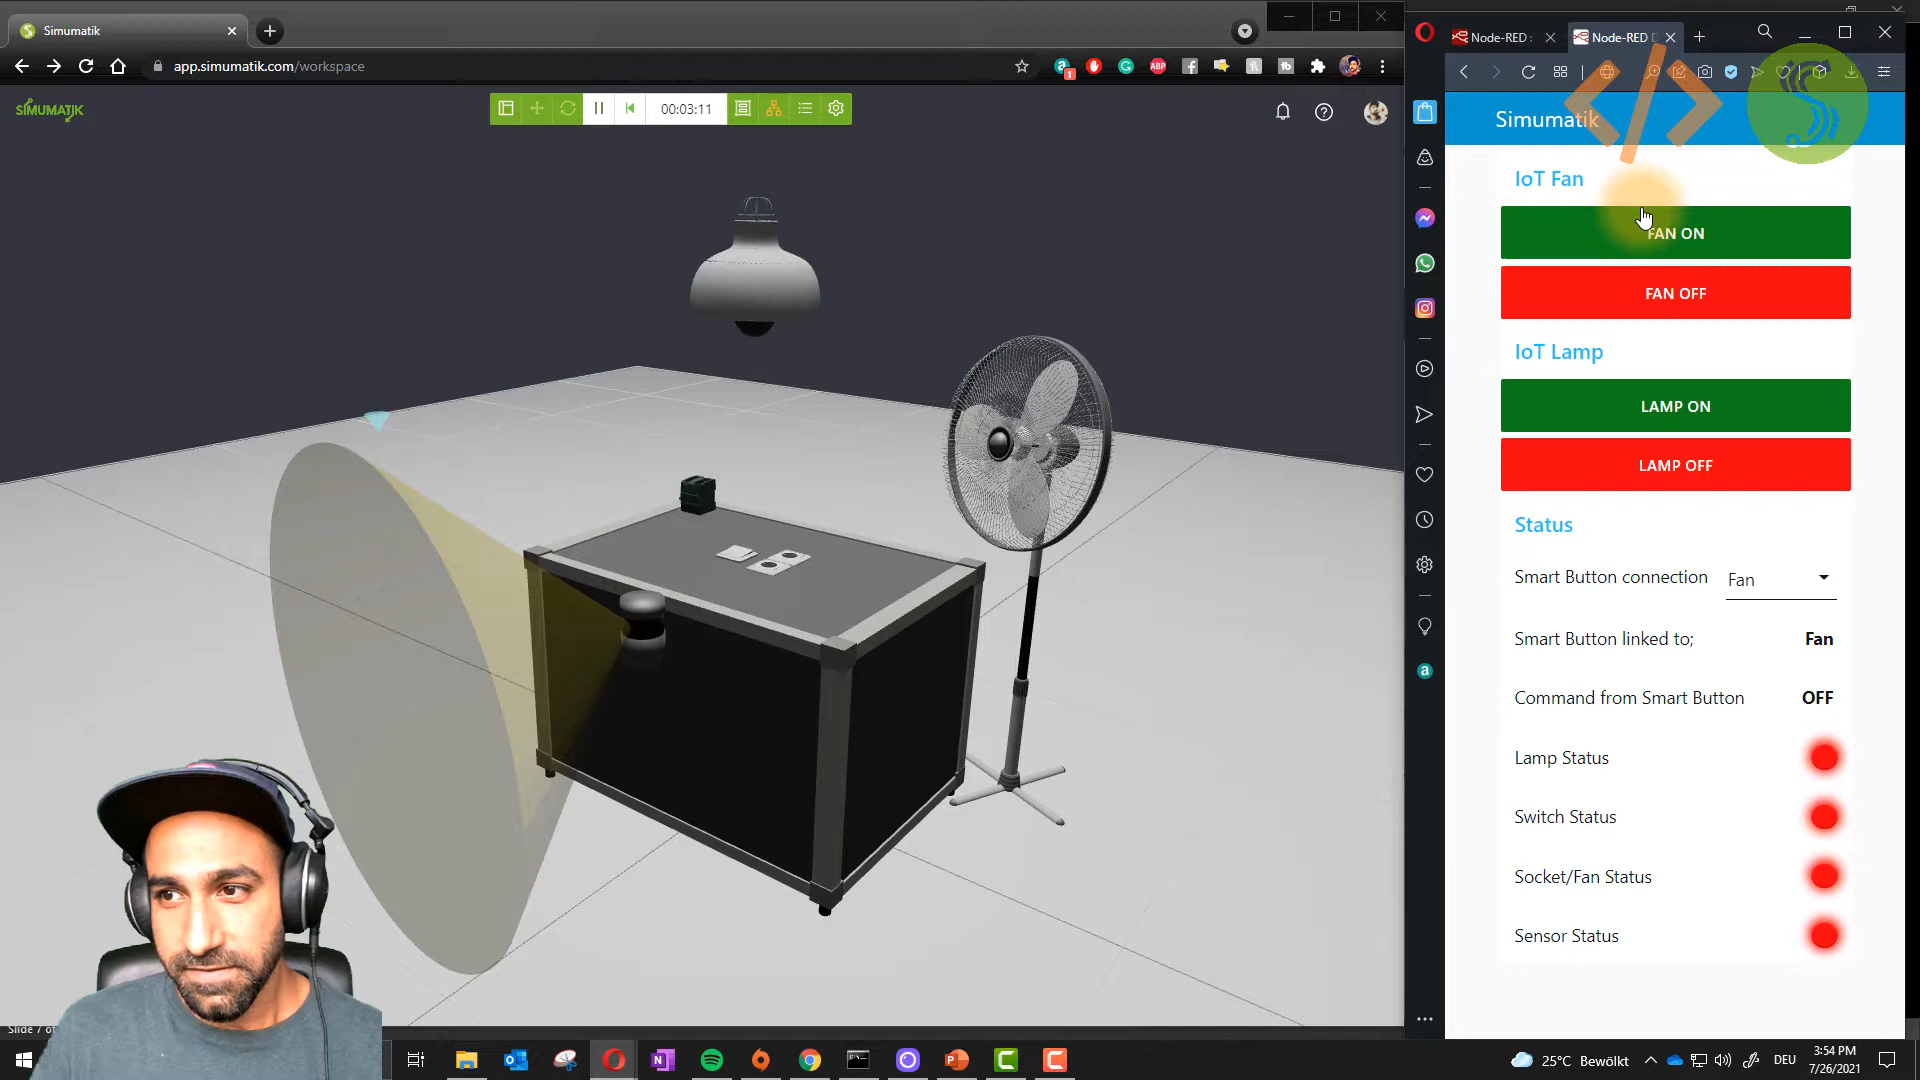 Simumatik
app.simumatik.com/workspace
SIMUMATIK
00:03:11
Node-RED :
Node-RED D
Simumatik
IoT Fan
FAN ON
FAN OFF
IoT Lamp
LAMP ON
LAMP OFF
Status
Smart Button connection
Fan
Smart Button linked to;
Fan
Command from Smart Button
OFF
Lamp Status
Switch Status
Socket/Fan Status
Sensor Status
Slide 7 of
25°C Bewölkt
DEU
3:54 PM
7/26/2021